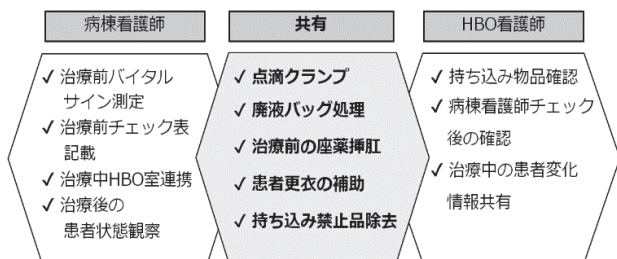 病棟看護師
✓ 治療前バイタル
サイン測定
✓ 治療前チェック表
記載
✓ 治療中HBO室連携
✓ 治療後の
患者状態観察
共有
✓ 点滴クランプ
✓ 廃液バッグ処理
✓ 治療前の座薬挿肛
✓ 患者更衣の補助
✓ 持ち込み禁止品除去
HBO看護師
✓ 持ち込み物品確認
✓ 病棟看護師チェック
後の確認
✓ 治療中の患者変化
情報共有